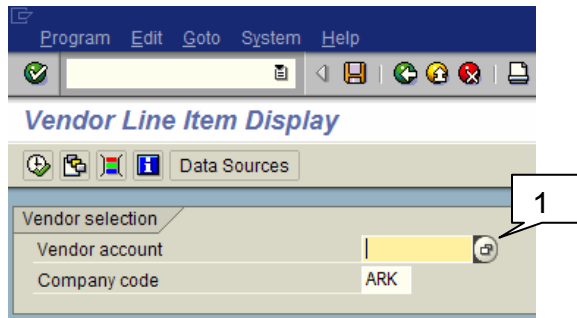 Program Edit Goto System Help
Vendor Line Item Display
Data Sources
1
Vendor selection
Vendor account
Company code ARK